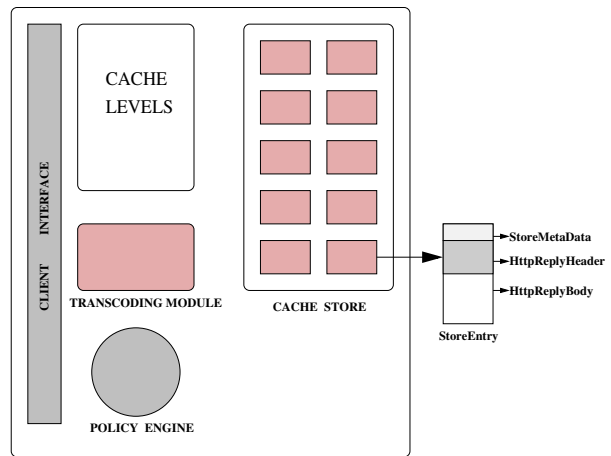 CACHE
LEVELS
CLIENT INTERFACE
TRANSCODING MODULE
CACHE STORE
POLICY ENGINE
StoreMetaData
HttpReplyHeader
HttpReplyBody
StoreEntry